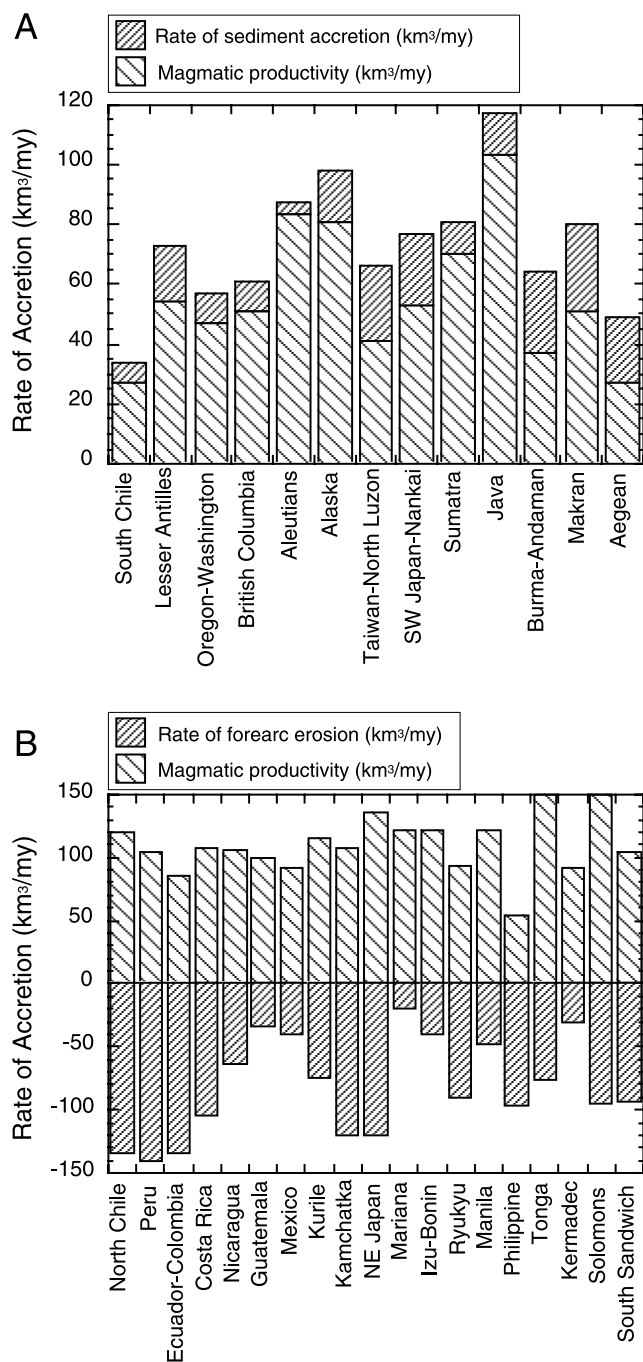 A
Rate of sediment accretion (km³/my)
Magmatic productivity (km³/my)
Rate of Accretion (km³/my)
120
100
80
60
40
20
0
South Chile
Lesser Antilles
Oregon-Washington
British Columbia
Aleutians
Alaska
Taiwan-North Luzon
SW Japan-Nankai
Sumatra
Java
Burma-Andaman
Makran
Aegean
B
Rate of forearc erosion (km³/my)
Magmatic productivity (km³/my)
Rate of Accretion (km³/my)
150
100
50
0
-50
-100
-150
North Chile
Peru
Ecuador-Colombia
Costa Rica
Nicaragua
Guatemala
Mexico
Kurile
Kamchatka
NE Japan
Mariana
Izu-Bonin
Ryukyu
Manila
Philippine
Tonga
Kermadec
Solomons
South Sandwich